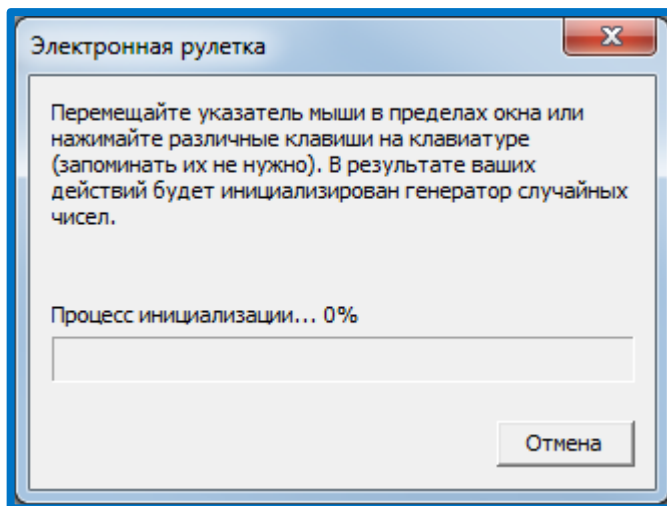 Электронная рулетка
Перемещайте указатель мыши в пределах окна или
нажимайте различные клавиши на клавиатуре
(запоминать их не нужно). В результате ваших
действий будет инициализирован генератор случайных
чисел.
Процесс инициализации... 0%
Отмена